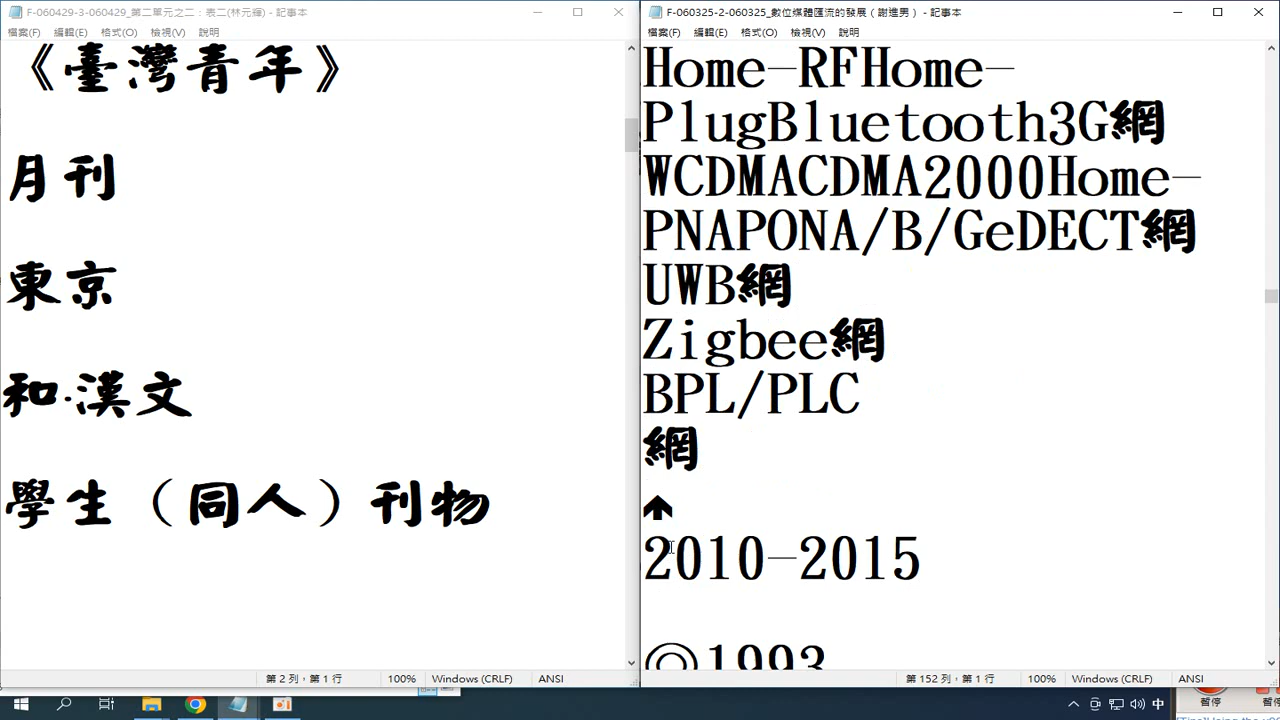 F-060429-3-060429_第二單元之二：表二(林元輝) - 記事本
檔案(F) 編輯(E) 格式(O) 檢視(V) 說明
《臺灣青年》
月刊
東京
和·漢文
學生（同人）刊物
第 2 列，第 1 行 100% Windows (CRLF) ANSI
F-060325-2-060325_數位媒體匯流的發展（謝進男） - 記事本
檔案(F) 編輯(E) 格式(O) 檢視(V) 說明
Home-RFHome-
PlugBluetooth3G網
WCDMACDMA2000Home-
PNAPONA/B/GeDECT網
UWB網
Zigbee網
BPL/PLC
網
↑
2010-2015
◎1993
第 152 列，第 1 行 100% Windows (CRLF) ANSI
中
暫停